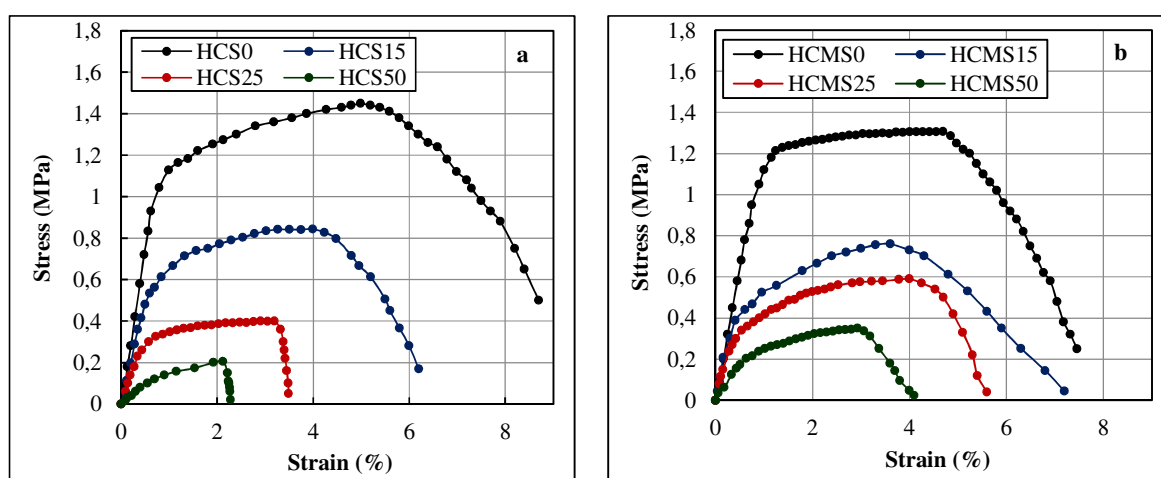 1,8
1,6
1,4
1,2
1
0,8
0,6
0,4
0,2
0
Stress (MPa)
HCS0 HCS15
HCS25 HCS50
a
0 2 4 6 8
Strain (%)
1,8
1,6
1,4
1,2
1
0,8
0,6
0,4
0,2
0
Sttress (MPa)
HCMS0 HCMS15
HCMS25 HCMS50
b
0 2 4 6 8
Strain (%)